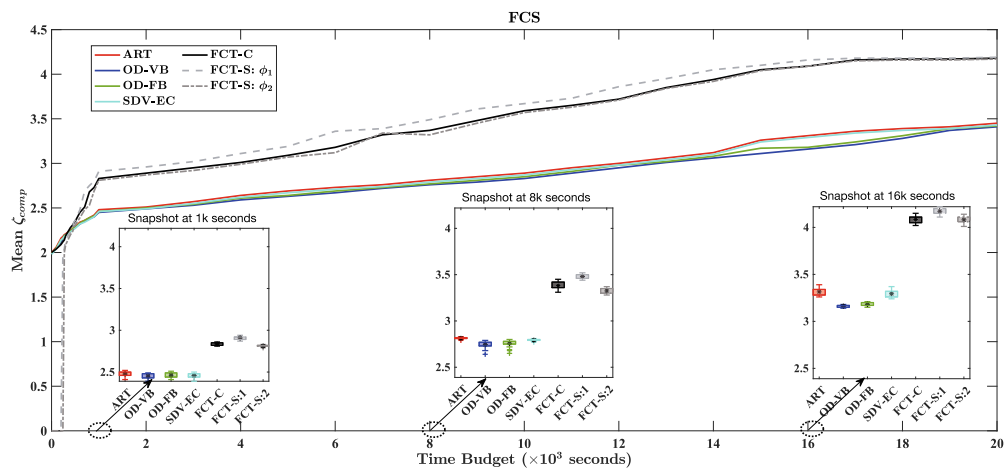 FCS
4.5
4
3.5
3
2.5
2
1.5
1
0.5
0
Mean ζcomp
ART
OD-VB
OD-FB
SDV-EC
FCT-C
FCT-S: ϕ1
FCT-S: ϕ2
Snapshot at 1k seconds
3.5
3
2.5
ART
OD-VB
OD-FB
SDV-EC
FCT-C
FCT-S:1
FCT-S:2
Snapshot at 8k seconds
4
3.5
3
2.5
ART
OD-VB
OD-FB
SDV-EC
FCT-C
FCT-S:1
FCT-S:2
Snapshot at 16k seconds
4
3.5
3
2.5
ART
OD-VB
OD-FB
SDV-EC
FCT-C
FCT-S:1
FCT-S:2
0 2 4 6 8 10 12 14 16 18 20
Time Budget (×10³ seconds)